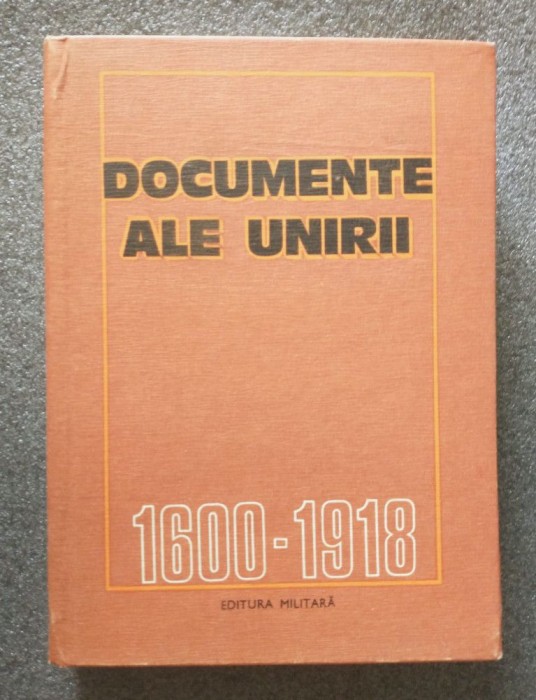 DOCUMENTE
ALE UNIRII
1600-1918
EDITURA MILITARĂ